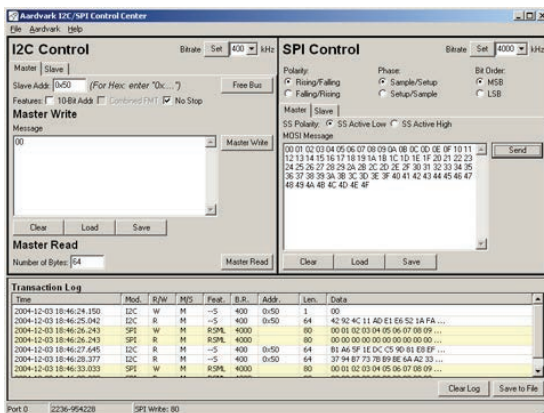 Aardvark I2C/SPI Control Center
File Aardvark Help
I2C Control
Bitrate Set 400 kHz
Master Slave
Slave Addr: 0x50 (For Hex: enter "0x...") Free Bus
Features: 10-Bit Addr Combined FMT No Stop
Master Write
Message
00
Master Write
Clear Load Save
Master Read
Number of Bytes: 64 Master Read
SPI Control
Bitrate Set 4000 kHz
Polarity: Phase: Bit Order:
Rising/Falling Sample/Setup MSB
Falling/Rising Setup/Sample LSB
Master Slave
SS Polarity: SS Active Low SS Active High
MOSI Message
00 01 02 03 04 05 06 07 08 09 0A 0B 0C 0D 0E 0F 10 11
12 13 14 15 16 17 18 19 1A 1B 1C 1D 1E 1F 20 21 22 23
24 25 26 27 28 29 2A 2B 2C 2D 2E 2F 30 31 32 33 34 35
36 37 38 39 3A 3B 3C 3D 3E 3F 40 41 42 43 44 45 46 47
48 49 4A 4B 4C 4D 4E 4F
Send
Clear Load Save
Transaction Log
Time Mod. R/W M/S Feat. B.R. Addr. Len. Data
2004-12-03 18:46:24.150 I2C W M --S 400 0x50 1 00
2004-12-03 18:46:25.042 I2C R M --S 400 0x50 64 42 92 4C 11 AD E1 E6 52 1A FA ...
2004-12-03 18:46:26.243 SPI W M RSML 4000 80 00 01 02 03 04 05 06 07 08 09 ...
2004-12-03 18:46:26.243 SPI R M RSML 4000 80 00 00 00 00 00 00 00 00 00 00 ...
2004-12-03 18:46:27.645 I2C R M --S 400 0x50 64 B1 A6 5F 1E DC C5 9D 81 E8 EF ...
2004-12-03 18:46:28.377 I2C R M --S 400 0x50 64 37 94 B7 73 7B B9 BE 6A A2 33 ...
2004-12-03 18:46:33.033 SPI W M RSML 4000 80 00 01 02 03 04 05 06 07 08 09 ...
Clear Log Save to File
Port 0 2236-954228 SPI Write: 80